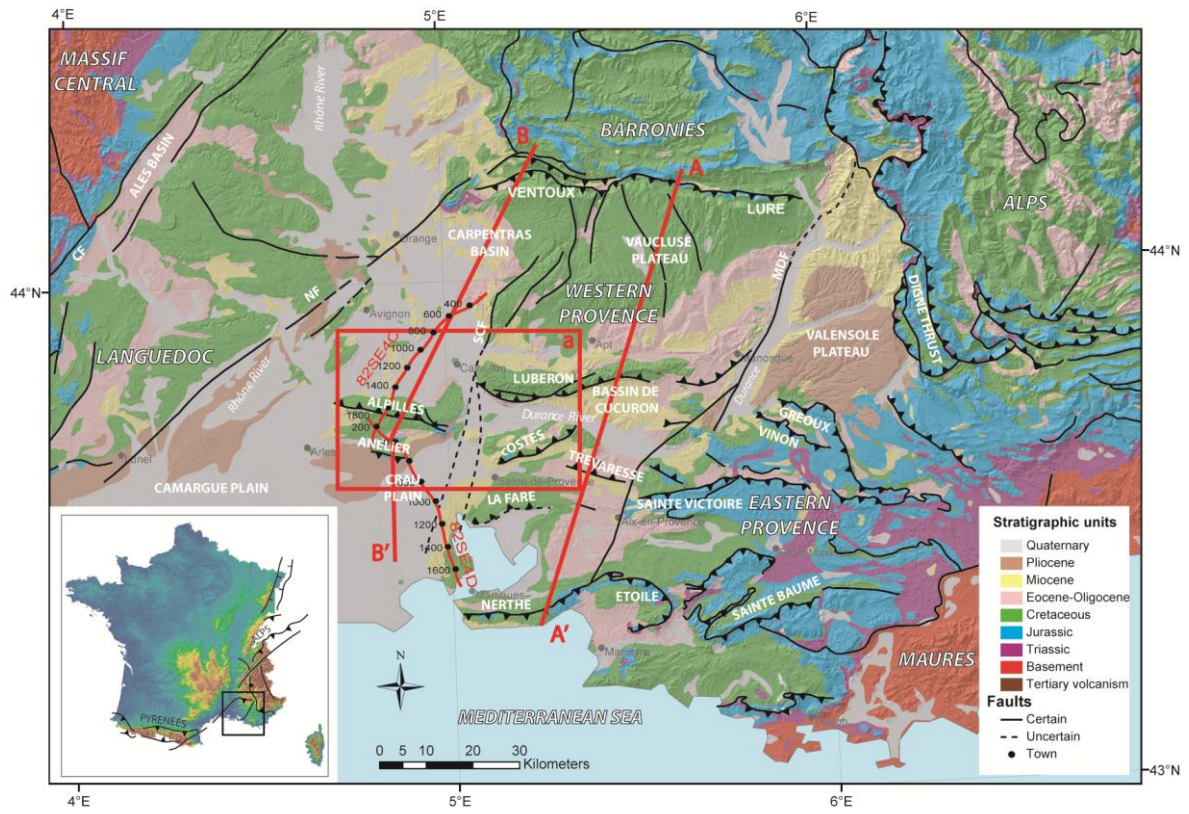 4°E
5°E
6°E
MASSIF
CENTRAL
Rhône River
ALES BASIN
BARRONIES
B
A
VENTOUX
LURE
ALPS
CARPENTRAS
BASIN
VAUCLUSE
PLATEAU
Orange
CF
NF
MDF
44°N
44°N
WESTERN
PROVENCE
DIGNE THRUST
400
600
800
1000
1200
1400
1800
200
82SE4C
SCF
Avignon
a
Apt
VALENSOLE
PLATEAU
LANGUEDOC
Rhône River
LUBERON
Manosque
BASSIN DE
CUCURON
Durance
ALPILLES
Durance River
GREOUX
VINON
Lunel
Arles
ANELIER
COSTES
TREVARESSE
CAMARGUE PLAIN
CRAU
PLAIN
Salon-de-Provence
LA FARE
SAINTE VICTOIRE
EASTERN
PROVENCE
Aix-en-Provence
1000
1200
1400
1600
82SE4D
B'
Martigues
NERTHE
ETOILE
SAINTE BAUME
A'
MAURES
N
MEDITERRANEAN SEA
0 5 10 20 30
Kilometers
ALPS
PYRENEES
Stratigraphic units
Quaternary
Pliocene
Miocene
Eocene-Oligocene
Cretaceous
Jurassic
Triassic
Basement
Tertiary volcanism
Faults
Certain
Uncertain
Town
43°N
4°E
5°E
6°E